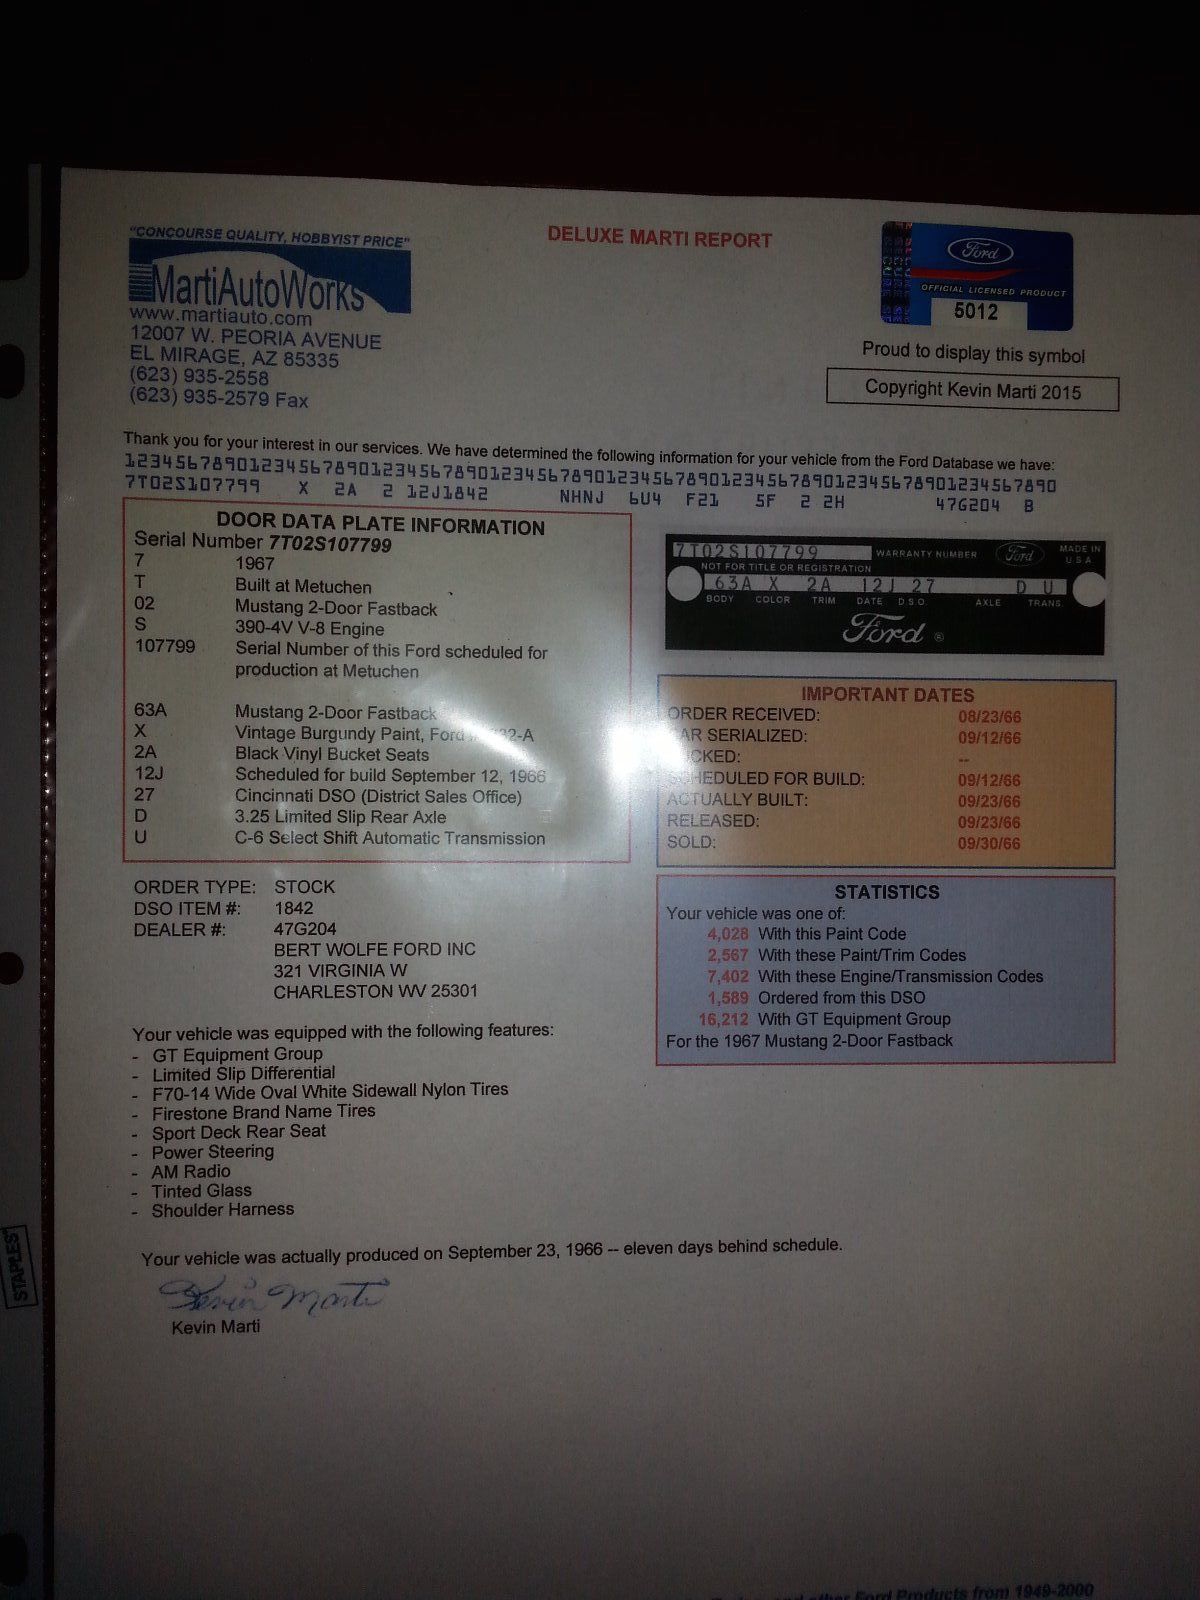 "CONCOURSE QUALITY, HOBBYIST PRICE"
MartiAutoWorks
www.martiauto.com
12007 W. PEORIA AVENUE
EL MIRAGE, AZ 85335
(623) 935-2558
(623) 935-2579 Fax
DELUXE MARTI REPORT
Ford
OFFICIAL LICENSED PRODUCT
5012
Proud to display this symbol
Copyright Kevin Marti 2015
Thank you for your interest in our services. We have determined the following information for your vehicle from the Ford Database we have:
12345678901234567890123456789012345678901234567890123456789012345678901234567890
7T02S107799 X 2A 2 12J1842 NHNJ 6U4 F21 5F 2 2H 47G204 B
DOOR DATA PLATE INFORMATION
Serial Number 7T02S107799
7 1967
T Built at Metuchen
02 Mustang 2-Door Fastback
S 390-4V V-8 Engine
107799 Serial Number of this Ford scheduled for
production at Metuchen
63A Mustang 2-Door Fastback
X Vintage Burgundy Paint, Ford
2A Black Vinyl Bucket Seats
12J Scheduled for build September 12, 1966
27 Cincinnati DSO (District Sales Office)
D 3.25 Limited Slip Rear Axle
U C-6 Select Shift Automatic Transmission
7T02S107799 WARRANTY NUMBER Ford MADE IN
U.S.A
NOT FOR TITLE OR REGISTRATION
63A X 2A 12J 27 D U
BODY COLOR TRIM DATE D.S.O. AXLE TRANS.
Ford ®
IMPORTANT DATES
ORDER RECEIVED: 08/23/66
SERIALIZED: 09/12/66
--
SCHEDULED FOR BUILD: 09/12/66
ACTUALLY BUILT: 09/23/66
RELEASED: 09/23/66
SOLD: 09/30/66
ORDER TYPE: STOCK
DSO ITEM #: 1842
DEALER #: 47G204
BERT WOLFE FORD INC
321 VIRGINIA W
CHARLESTON WV 25301
STATISTICS
Your vehicle was one of:
4,028 With this Paint Code
2,567 With these Paint/Trim Codes
7,402 With these Engine/Transmission Codes
1,589 Ordered from this DSO
16,212 With GT Equipment Group
For the 1967 Mustang 2-Door Fastback
Your vehicle was equipped with the following features:
- GT Equipment Group
- Limited Slip Differential
- F70-14 Wide Oval White Sidewall Nylon Tires
- Firestone Brand Name Tires
- Sport Deck Rear Seat
- Power Steering
- AM Radio
- Tinted Glass
- Shoulder Harness
Your vehicle was actually produced on September 23, 1966 -- eleven days behind schedule.
Kevin Marti
Kevin Marti
STAPLES
other Ford Products from 1949-2000